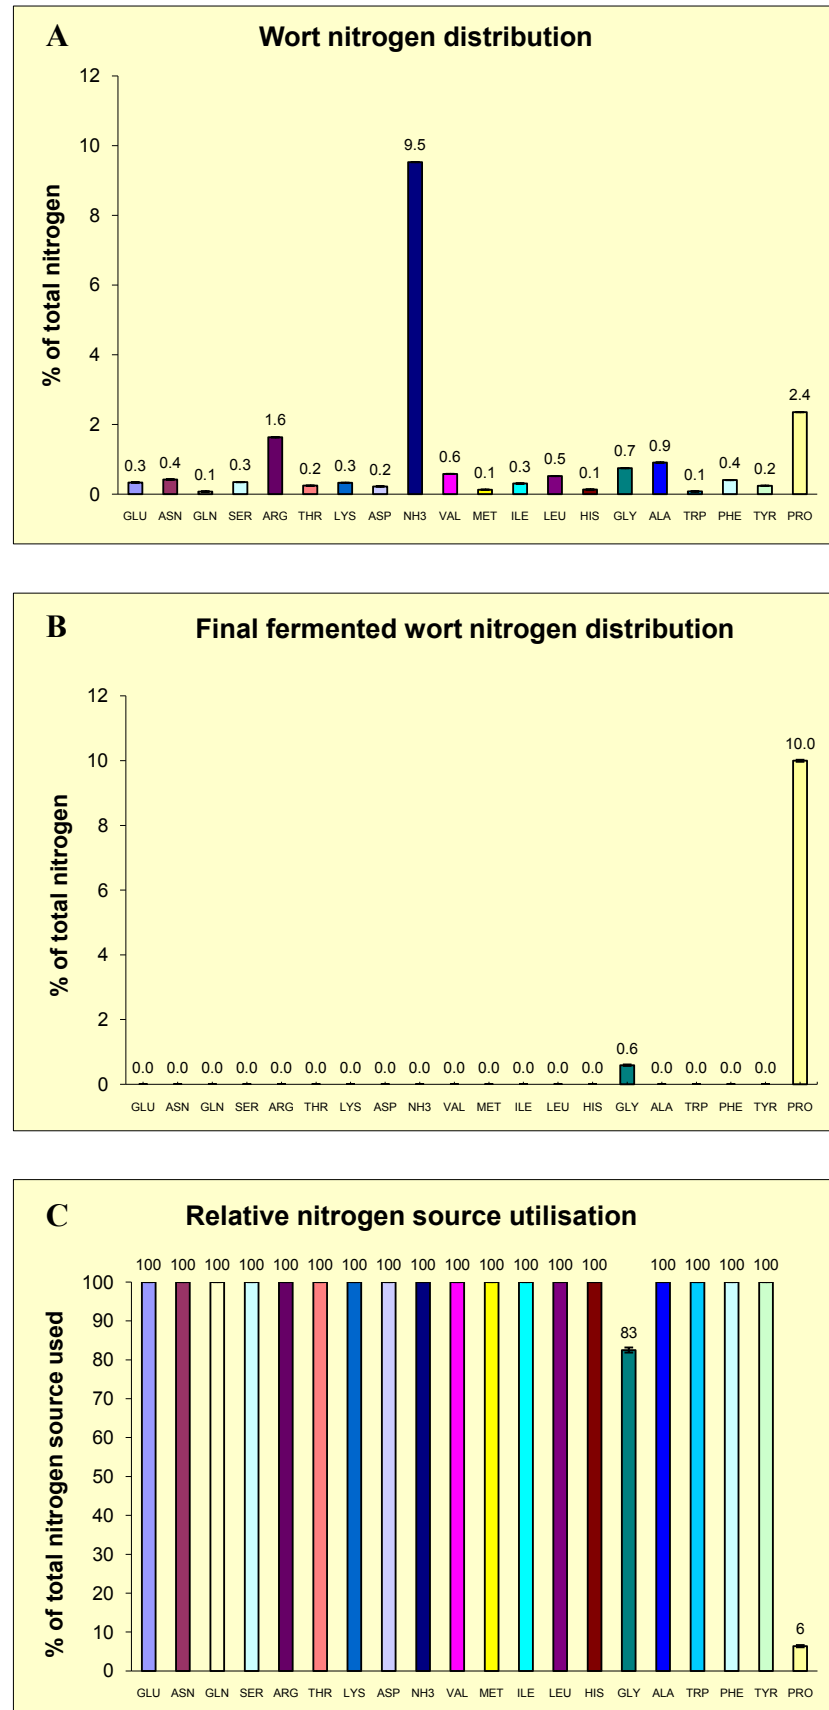 A Wort nitrogen distribution
% of total nitrogen
12
10
8
6
4
2
0
0.3 0.4 0.1 0.3 1.6 0.2 0.3 0.2 9.5 0.6 0.1 0.3 0.5 0.1 0.7 0.9 0.1 0.4 0.2 2.4
GLU ASN GLN SER ARG THR LYS ASP NH3 VAL MET ILE LEU HIS GLY ALA TRP PHE TYR PRO
B Final fermented wort nitrogen distribution
% of total nitrogen
12
10
8
6
4
2
0
0.0 0.0 0.0 0.0 0.0 0.0 0.0 0.0 0.0 0.0 0.0 0.0 0.0 0.0 0.6 0.0 0.0 0.0 0.0 10.0
GLU ASN GLN SER ARG THR LYS ASP NH3 VAL MET ILE LEU HIS GLY ALA TRP PHE TYR PRO
C Relative nitrogen source utilisation
% of total nitrogen source used
100 100 100 100 100 100 100 100 100 100 100 100 100 100 83 100 100 100 100 6
100
90
80
70
60
50
40
30
20
10
0
GLU ASN GLN SER ARG THR LYS ASP NH3 VAL MET ILE LEU HIS GLY ALA TRP PHE TYR PRO